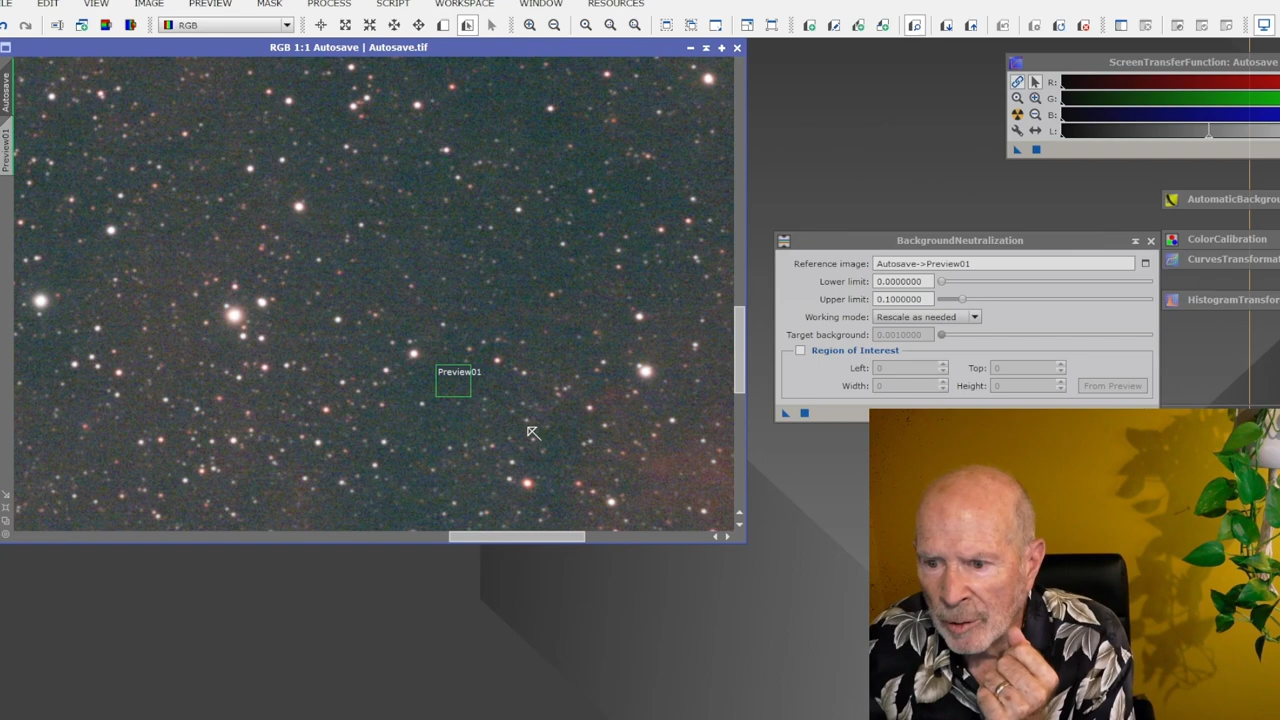 LE EDIT VIEW IMAGE PREVIEW MASK PROCESS SCRIPT WORKSPACE WINDOW RESOURCES
RGB
RGB 1:1 Autosave | Autosave.tif
Autosave
Preview01
Preview01
ScreenTransferFunction: Autosave
R:
G:
B:
L:
AutomaticBackgrou
ColorCalibration
CurvesTransformat
HistogramTransfor
BackgroundNeutralization
Reference image: Autosave->Preview01
Lower limit: 0.0000000
Upper limit: 0.1000000
Working mode: Rescale as needed
Target background: 0.0010000
Region of Interest
Left: 0 Top: 0
Width: 0 Height: 0 From Preview